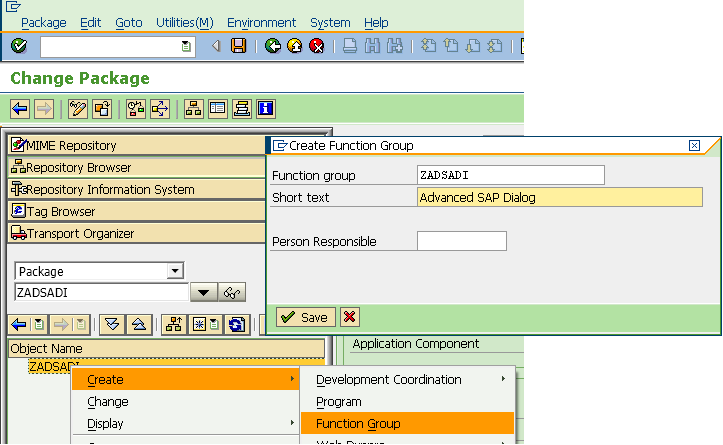 Package Edit Goto Utilities(M) Environment System Help
Change Package
MIME Repository
Repository Browser
Repository Information System
Tag Browser
Transport Organizer
Package
ZADSADI
Object Name
ZADSADI
Create Function Group
Function group ZADSADI
Short text Advanced SAP Dialog
Person Responsible
Save
Application Component
Create
Change
Display
Development Coordination
Program
Function Group